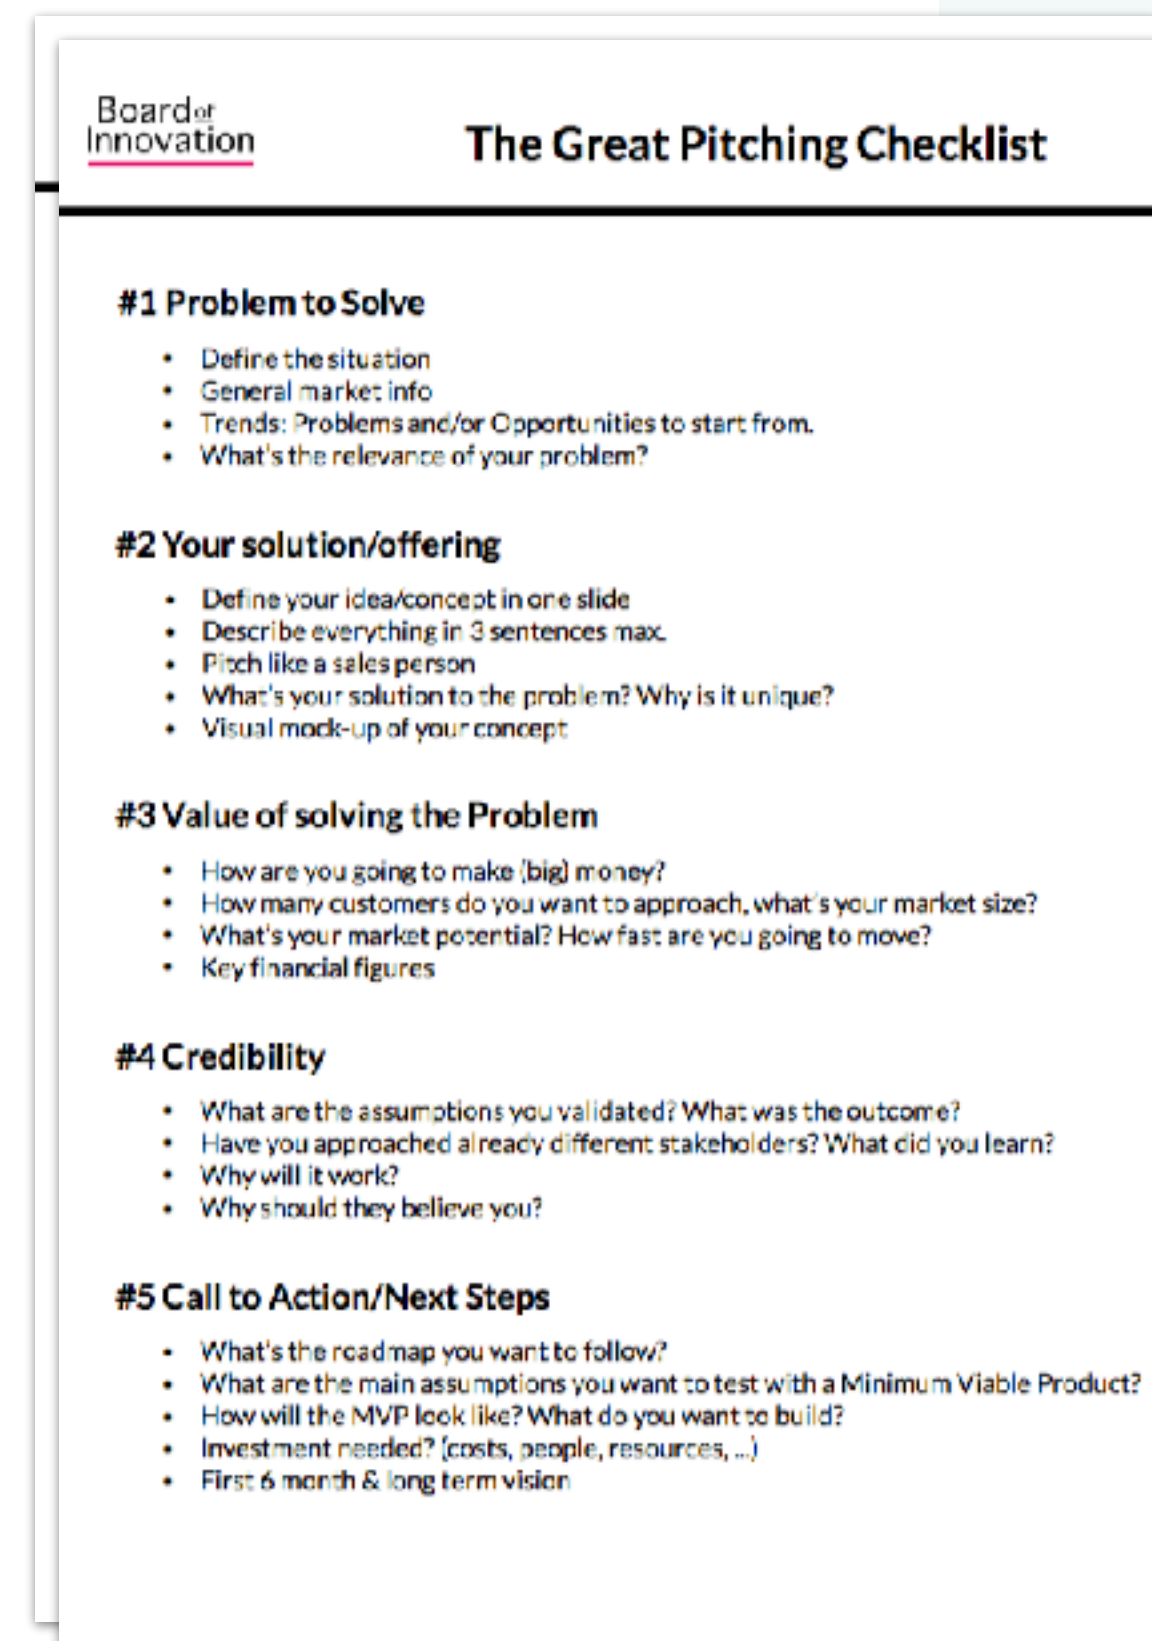 Board of
Innovation
The Great Pitching Checklist
#1 Problem to Solve
• Define the situation
• General market info
• Trends: Problems and/or Opportunities to start from.
• What's the relevance of your problem?
#2 Your solution/offering
• Define your idea/concept in one slide
• Describe everything in 3 sentences max.
• Pitch like a sales person
• What's your solution to the problem? Why is it unique?
• Visual mock-up of your concept
#3 Value of solving the Problem
• How are you going to make (big) money?
• How many customers do you want to approach, what's your market size?
• What's your market potential? How fast are you going to move?
• Key financial figures
#4 Credibility
• What are the assumptions you validated? What was the outcome?
• Have you approached already different stakeholders? What did you learn?
• Why will it work?
• Why should they believe you?
#5 Call to Action/Next Steps
• What's the roadmap you want to follow?
• What are the main assumptions you want to test with a Minimum Viable Product?
• How will the MVP look like? What do you want to build?
• Investment needed? (costs, people, resources, ...)
• First 6 month & long term vision